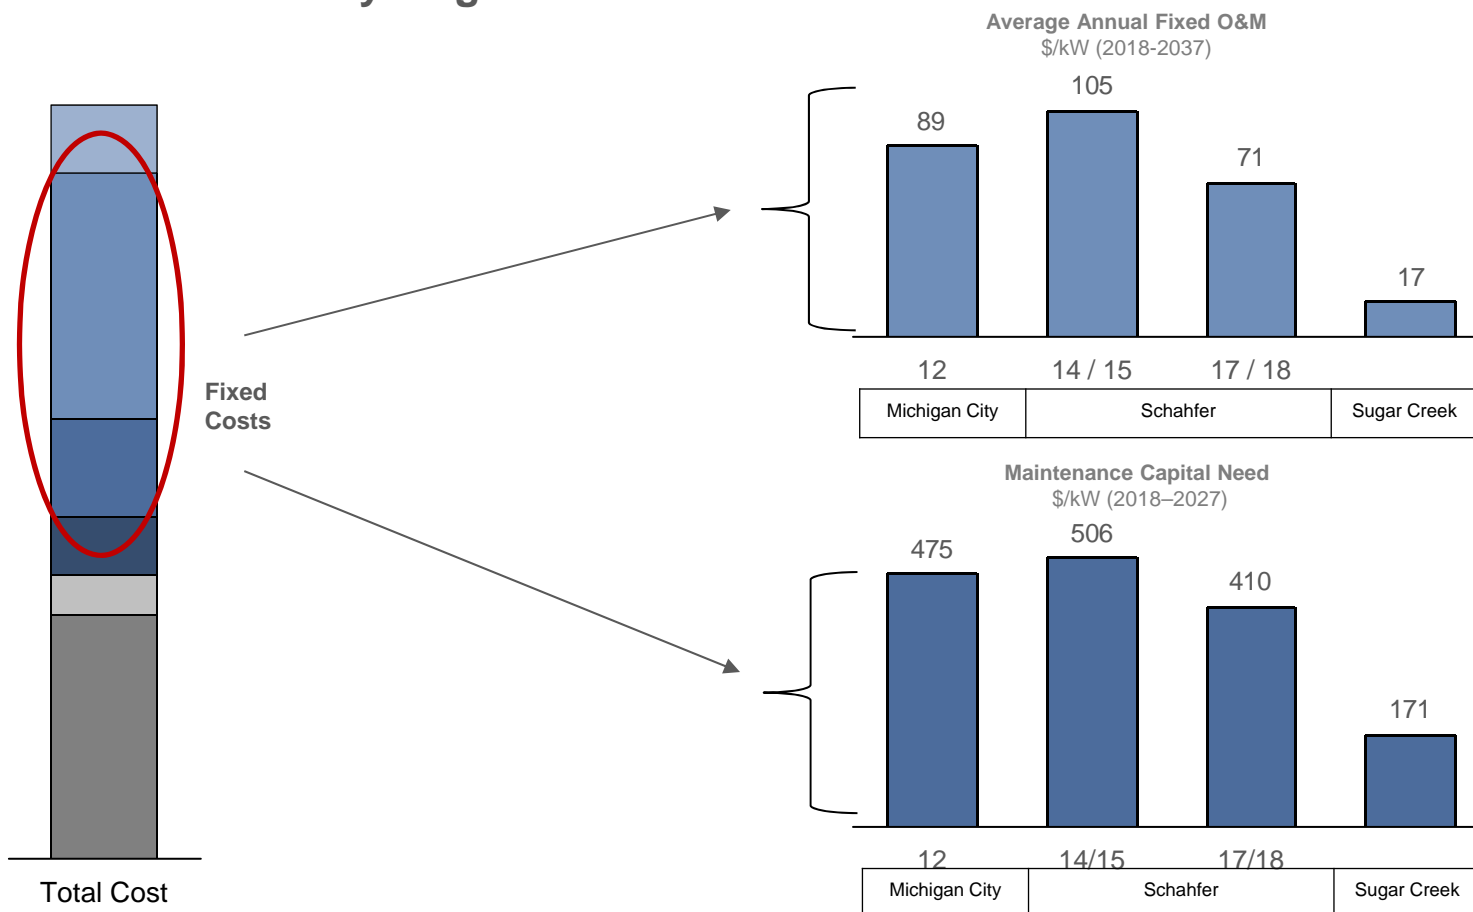 Average Annual Fixed O&M
$/kW (2018-2037)
89
105
71
17
12
14 / 15
17 / 18
Michigan City
Schahfer
Sugar Creek
Fixed
Costs
Maintenance Capital Need
$/kW (2018–2027)
475
506
410
171
12
14/15
17/18
Michigan City
Schahfer
Sugar Creek
Total Cost